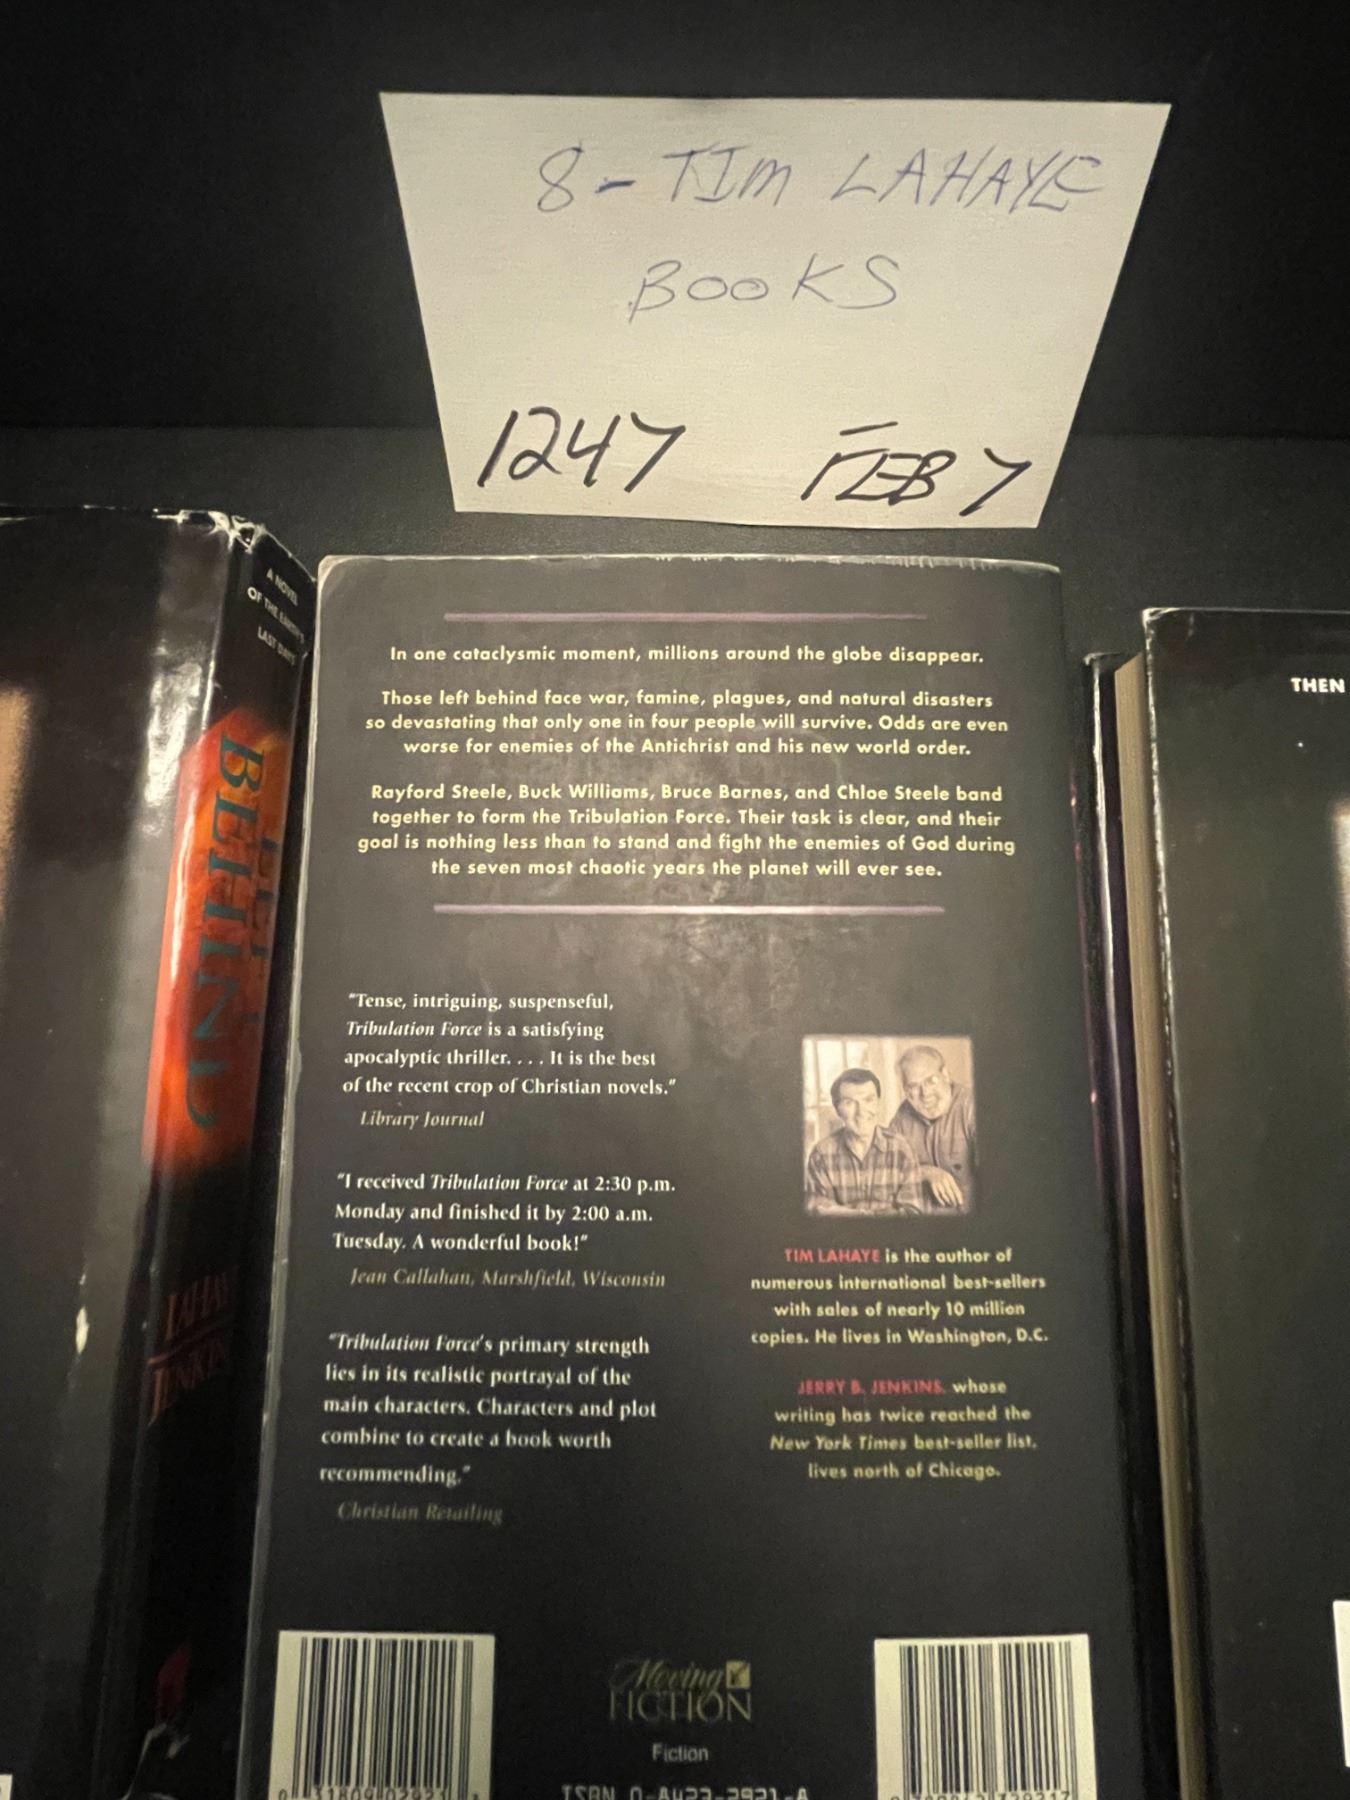 8-TIM LAHAYE
BOOKS
1247 FEB 7
A NOVEL
OF THE EARTH'S
LAST DAYS
LEFT
BEHIND
LAHAYE
JENKINS
In one cataclysmic moment, millions around the globe disappear.
Those left behind face war, famine, plagues, and natural disasters
so devastating that only one in four people will survive. Odds are even
worse for enemies of the Antichrist and his new world order.
Rayford Steele, Buck Williams, Bruce Barnes, and Chloe Steele band
together to form the Tribulation Force. Their task is clear, and their
goal is nothing less than to stand and fight the enemies of God during
the seven most chaotic years the planet will ever see.
"Tense, intriguing, suspenseful,
Tribulation Force is a satisfying
apocalyptic thriller. . . . It is the best
of the recent crop of Christian novels."
Library Journal
"I received Tribulation Force at 2:30 p.m.
Monday and finished it by 2:00 a.m.
Tuesday. A wonderful book!"
Jean Callahan, Marshfield, Wisconsin
"Tribulation Force's primary strength
lies in its realistic portrayal of the
main characters. Characters and plot
combine to create a book worth
recommending."
Christian Retailing
TIM LAHAYE is the author of
numerous international best-sellers
with sales of nearly 10 million
copies. He lives in Washington, D.C.
JERRY B. JENKINS, whose
writing has twice reached the
New York Times best-seller list,
lives north of Chicago.
Moving
FICTION
Fiction
ISBN 0-8423-2921-4
THEN